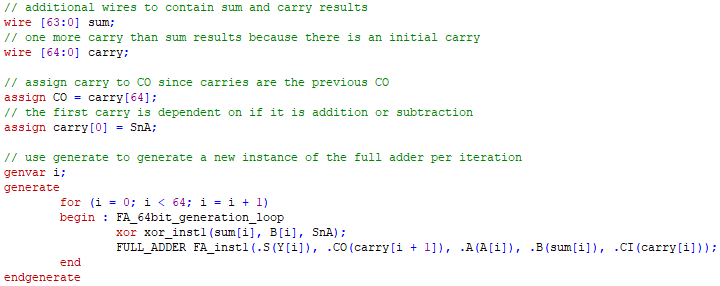 // additional wires to contain sum and carry results
wire [63:0] sum;
// one more carry than sum results because there is an initial carry
wire [64:0] carry;

// assign carry to CO since carries are the previous CO
assign CO = carry[64];
// the first carry is dependent on if it is addition or subtraction
assign carry[0] = SnA;

// use generate to generate a new instance of the full adder per iteration
genvar i;
generate
        for (i = 0; i < 64; i = i + 1)
        begin : FA_64bit_generation_loop
                xor xor_inst1(sum[i], B[i], SnA);
                FULL_ADDER FA_inst1(.S(Y[i]), .CO(carry[i + 1]), .A(A[i]), .B(sum[i]), .CI(carry[i]));
        end
endgenerate